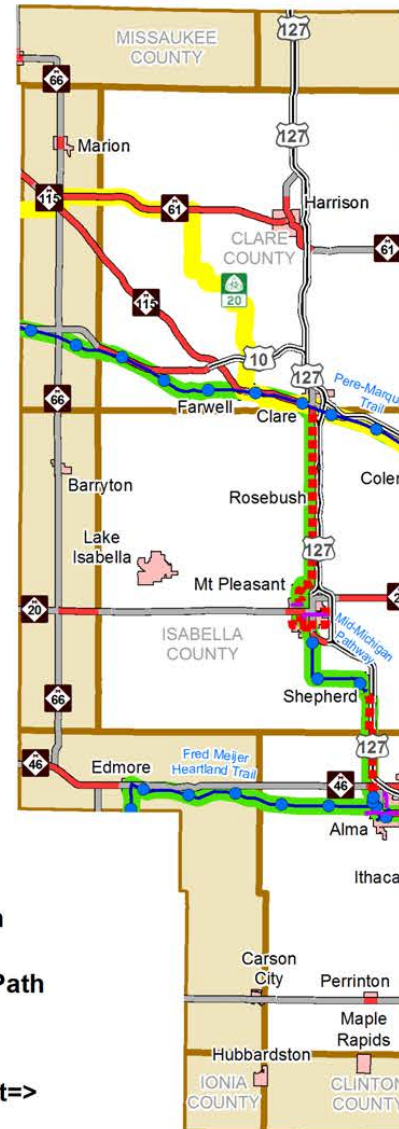 127
MISSAUKEE
COUNTY
M
66
127
Marion
M
115
M
61
Harrison
CLARE
COUNTY
M
61
20
M
115
10
127
Pere-Marqu
Trail
M
66
Farwell
Clare
Coler
Barryton
Rosebush
Lake
Isabella
127
Mt Pleasant
M
20
2
ISABELLA
COUNTY
Mid-Michigan
Pathway
M
66
Shepherd
127
M
46
Edmore
Fred Meijer
Heartland Trail
M
46
Alma
Ithaca
n
Path
Carson
City
Perrinton
Maple
Rapids
t=>
Hubbardston
IONIA
COUNTY
CLINTON
COUNTY